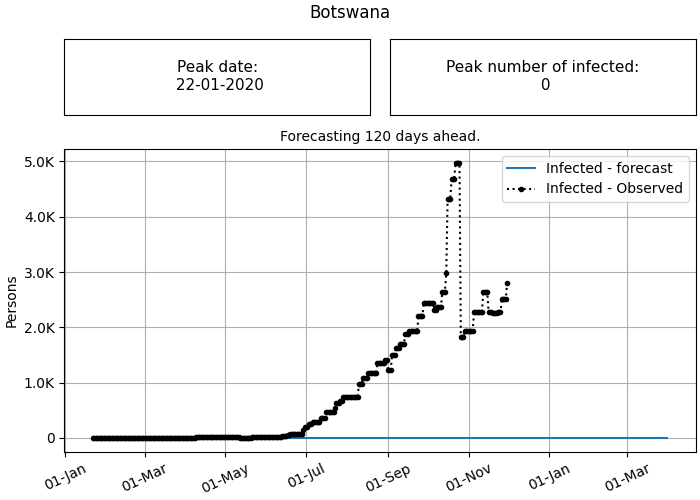 Botswana
Peak date:
22-01-2020
Peak number of infected:
0
Forecasting 120 days ahead.
Infected - forecast
Infected - Observed
Persons
5.0K
4.0K
3.0K
2.0K
1.0K
0
01-Jan
01-Mar
01-May
01-Jul
01-Sep
01-Nov
01-Jan
01-Mar